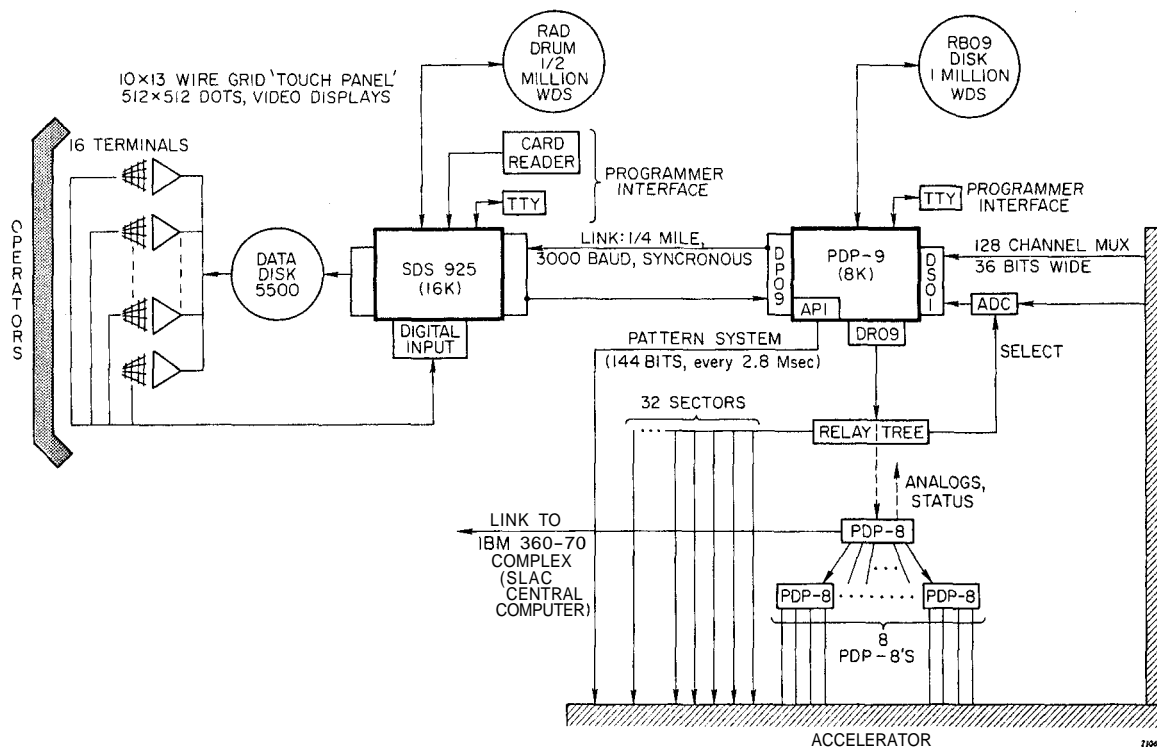 RAD
DRUM
1/2
MILLION
WDS
RB09
DISK
1 MILLION
WDS
10×13 WIRE GRID 'TOUCH PANEL'
512×512 DOTS, VIDEO DISPLAYS
16 TERMINALS
OPERATORS
CARD
READER
TTY
PROGRAMMER
INTERFACE
TTY
PROGRAMMER
INTERFACE
DATA
DISK
5500
SDS 925
(16K)
DIGITAL
INPUT
LINK: 1/4 MILE,
3000 BAUD, SYNCRONOUS
DP09
PDP-9
(8K)
API
DR09
DS01
128 CHANNEL MUX
36 BITS WIDE
ADC
SELECT
PATTERN SYSTEM
(144 BITS, every 2.8 Msec)
32 SECTORS
RELAY TREE
ANALOGS,
STATUS
LINK TO
IBM 360-70
COMPLEX
(SLAC
CENTRAL
COMPUTER)
PDP-8
PDP-8
PDP-8
8
PDP-8'S
ACCELERATOR